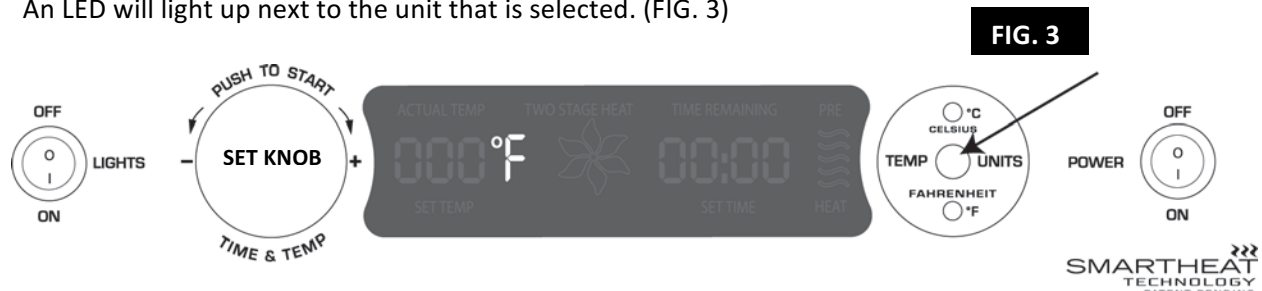 An LED will light up next to the unit that is selected. (FIG. 3)
FIG. 3
PUSH TO START
OFF
O
I
LIGHTS
ON
-
SET KNOB
+
TIME & TEMP
ACTUAL TEMP
TWO STAGE HEAT
TIME REMAINING
PRE
000°F
00:00
SET TEMP
SET TIME
HEAT
°C
CELSIUS
TEMP
UNITS
FAHRENHEIT
°F
POWER
OFF
O
I
ON
SMARTHEAT
TECHNOLOGY